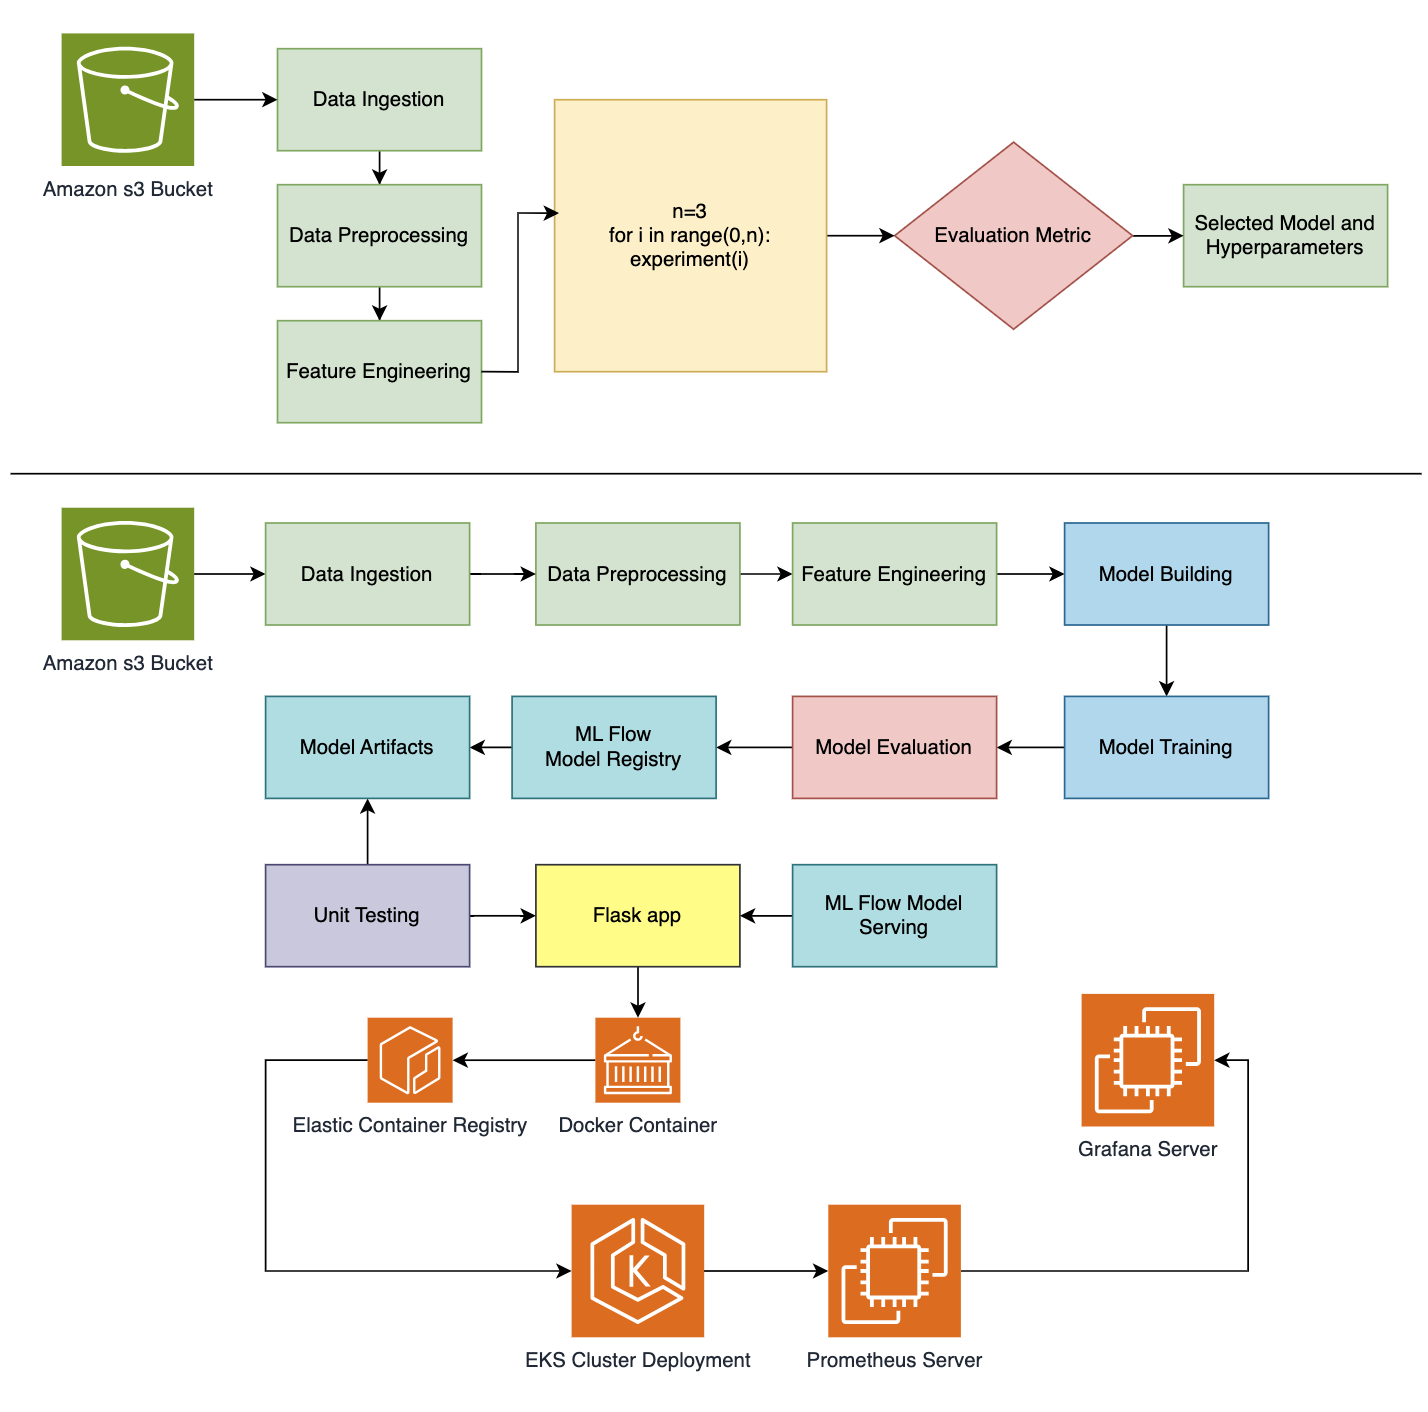 Amazon s3 Bucket
Data Ingestion
Data Preprocessing
Feature Engineering
n=3
for i in range(0,n):
experiment(i)
Evaluation Metric
Selected Model and
Hyperparameters
Amazon s3 Bucket
Data Ingestion
Data Preprocessing
Feature Engineering
Model Building
Model Artifacts
ML Flow
Model Registry
Model Evaluation
Model Training
Unit Testing
Flask app
ML Flow Model
Serving
Elastic Container Registry
Docker Container
Grafana Server
K
EKS Cluster Deployment
Prometheus Server